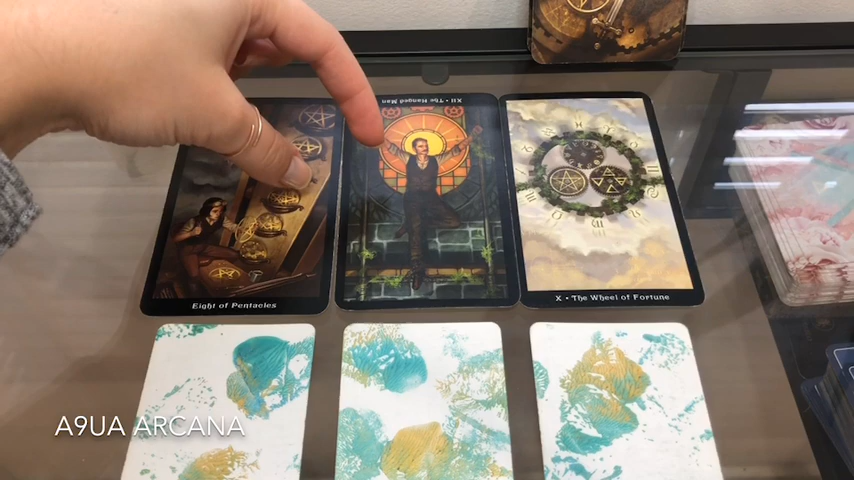 XII • The Hanged Man
Eight of Pentacles
X • The Wheel of Fortune
A9UA ARCANA